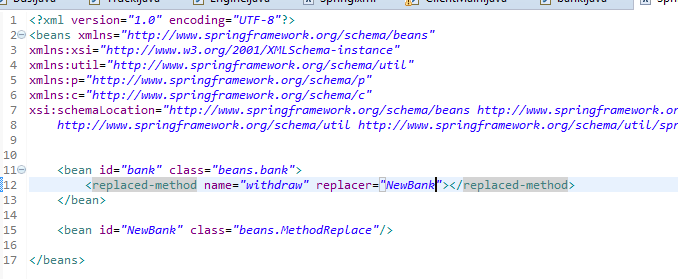 1 <?xml version="1.0" encoding="UTF-8"?>
2 <beans xmlns="http://www.springframework.org/schema/beans"
3 xmlns:xsi="http://www.w3.org/2001/XMLSchema-instance"
4 xmlns:util="http://www.springframework.org/schema/util"
5 xmlns:p="http://www.springframework.org/schema/p"
6 xmlns:c="http://www.springframework.org/schema/c"
7 xsi:schemaLocation="http://www.springframework.org/schema/beans http://www.springframework.or
8 http://www.springframework.org/schema/util http://www.springframework.org/schema/util/spr
9
10
11 <bean id="bank" class="beans.bank">
12 <replaced-method name="withdraw" replacer="NewBank"></replaced-method>
13 </bean>
14
15 <bean id="NewBank" class="beans.MethodReplace"/>
16
17 </beans>